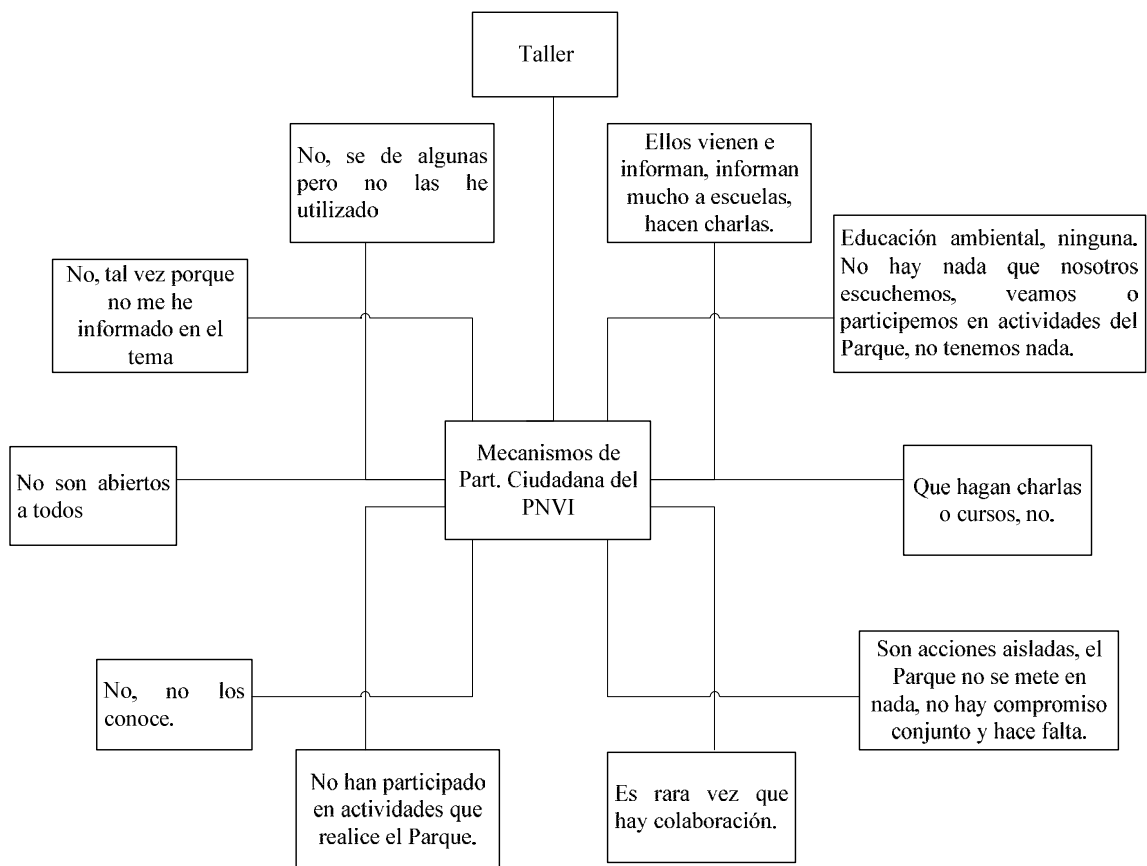 Taller
No, se de algunas
pero no las he
utilizado
Ellos vienen e
informan, informan
mucho a escuelas,
hacen charlas.
Educación ambiental, ninguna.
No hay nada que nosotros
escuchemos, veamos o
participemos en actividades del
Parque, no tenemos nada.
No, tal vez porque
no me he
informado en el
tema
Mecanismos de
Part. Ciudadana del
PNVI
No son abiertos
a todos
Que hagan charlas
o cursos, no.
No, no los
conoce.
Son acciones aisladas, el
Parque no se mete en
nada, no hay compromiso
conjunto y hace falta.
No han participado
en actividades que
realice el Parque.
Es rara vez que
hay colaboración.